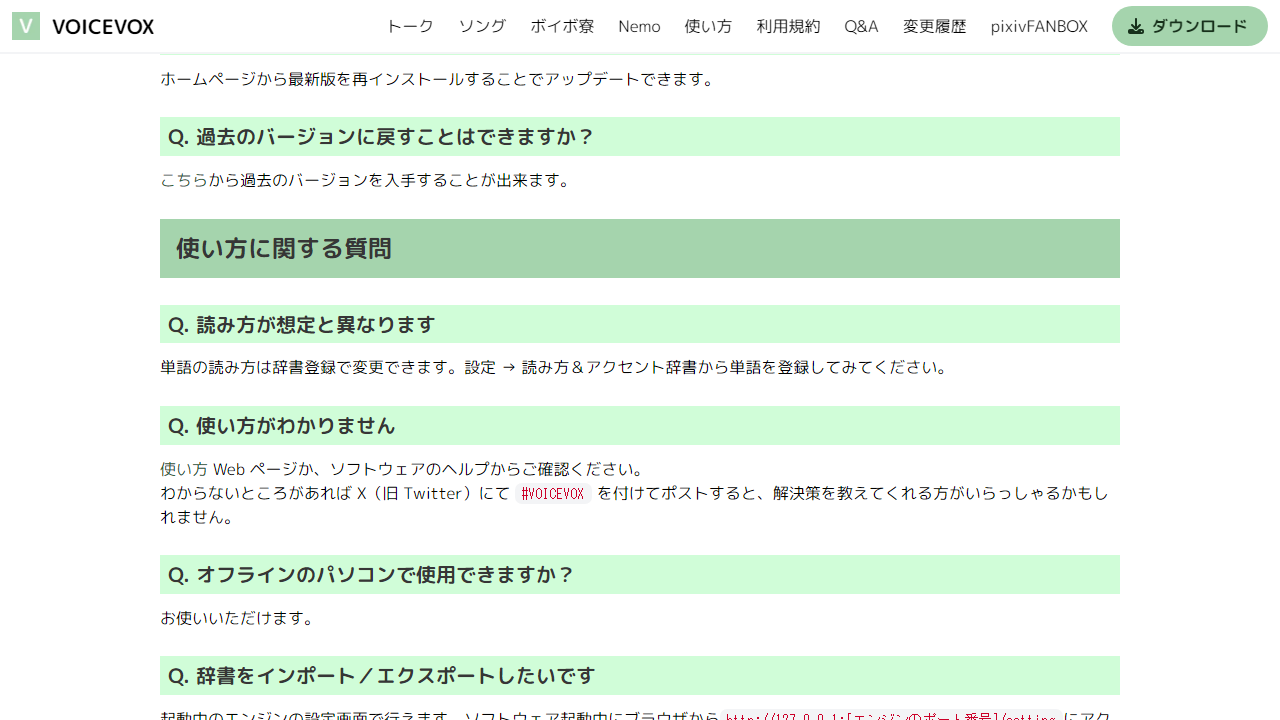 V VOICEVOX トーク ソング ボイボ寮 Nemo 使い方 利用規約 Q&A 変更履歴 pixivFANBOX ダウンロード
ホームページから最新版を再インストールすることでアップデートできます。
Q. 過去のバージョンに戻すことはできますか？
こちらから過去のバージョンを入手することが出来ます。
使い方に関する質問
Q. 読み方が想定と異なります
単語の読み方は辞書登録で変更できます。設定 → 読み方＆アクセント辞書から単語を登録してみてください。
Q. 使い方がわかりません
使い方 Web ページか、ソフトウェアのヘルプからご確認ください。
わからないところがあれば X（旧 Twitter）にて #VOICEVOX を付けてポストすると、解決策を教えてくれる方がいらっしゃるかもし
れません。
Q. オフラインのパソコンで使用できますか？
お使いいただけます。
Q. 辞書をインポート／エクスポートしたいです
起動中のエンジンの設定画面で行えます。ソフトウェア起動中にブラウザから http://127.0.0.1:[エンジンのポート番号]/setting にアク